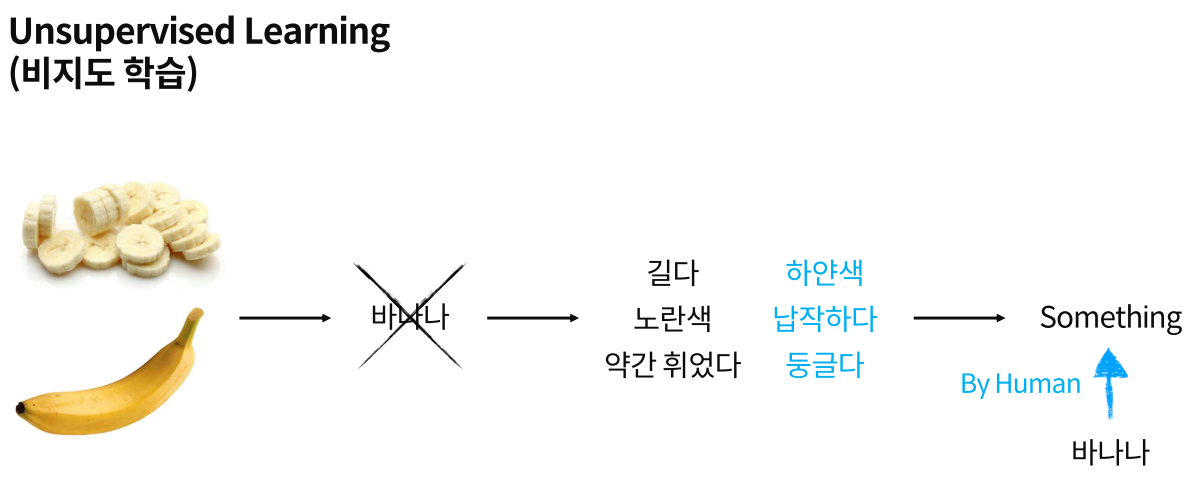 Unsupervised Learning
(비지도 학습)
바나나
길다
노란색
약간 휘었다
하얀색
납작하다
둥글다
Something
By Human
바나나